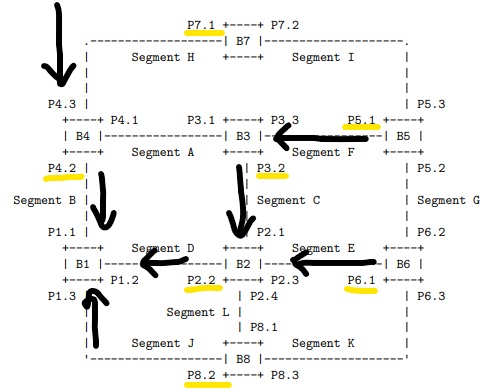 P7.1 P7.2
B7
Segment H Segment I
P4.3 P5.3
P4.1 P3.1 P3.3 P5.1
B4 B3 B5
Segment A Segment F
P4.2 P3.2 P5.2
Segment B Segment C Segment G
P1.1 P2.1 P6.2
Segment D Segment E
B1 B2 B6
P1.2 P2.2 P2.3 P6.1
P1.3 P2.4 P6.3
Segment L
P8.1
Segment J Segment K
B8
P8.2 P8.3